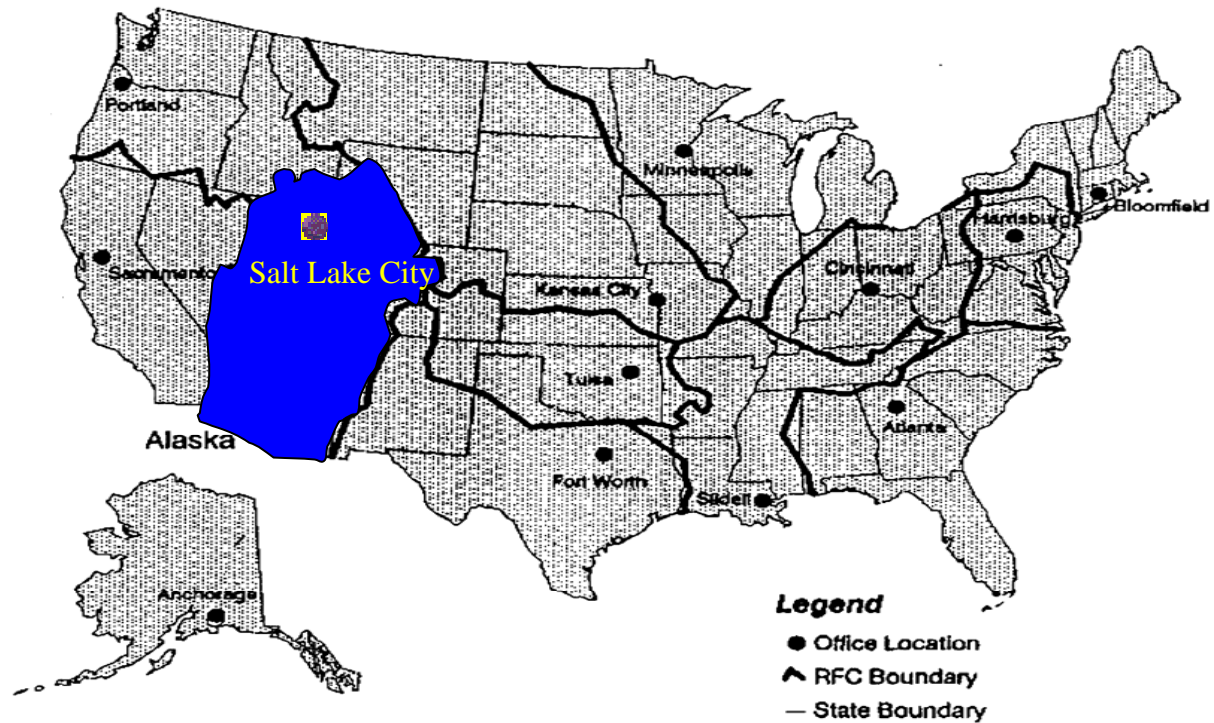 Portland
Minneapolis
Bloomfield
Harrisburg
Sacramento
Salt Lake City
Cincinnati
Kansas City
Tulsa
Atlanta
Alaska
Fort Worth
Slidell
Anchorage
Legend
Office Location
RFC Boundary
State Boundary